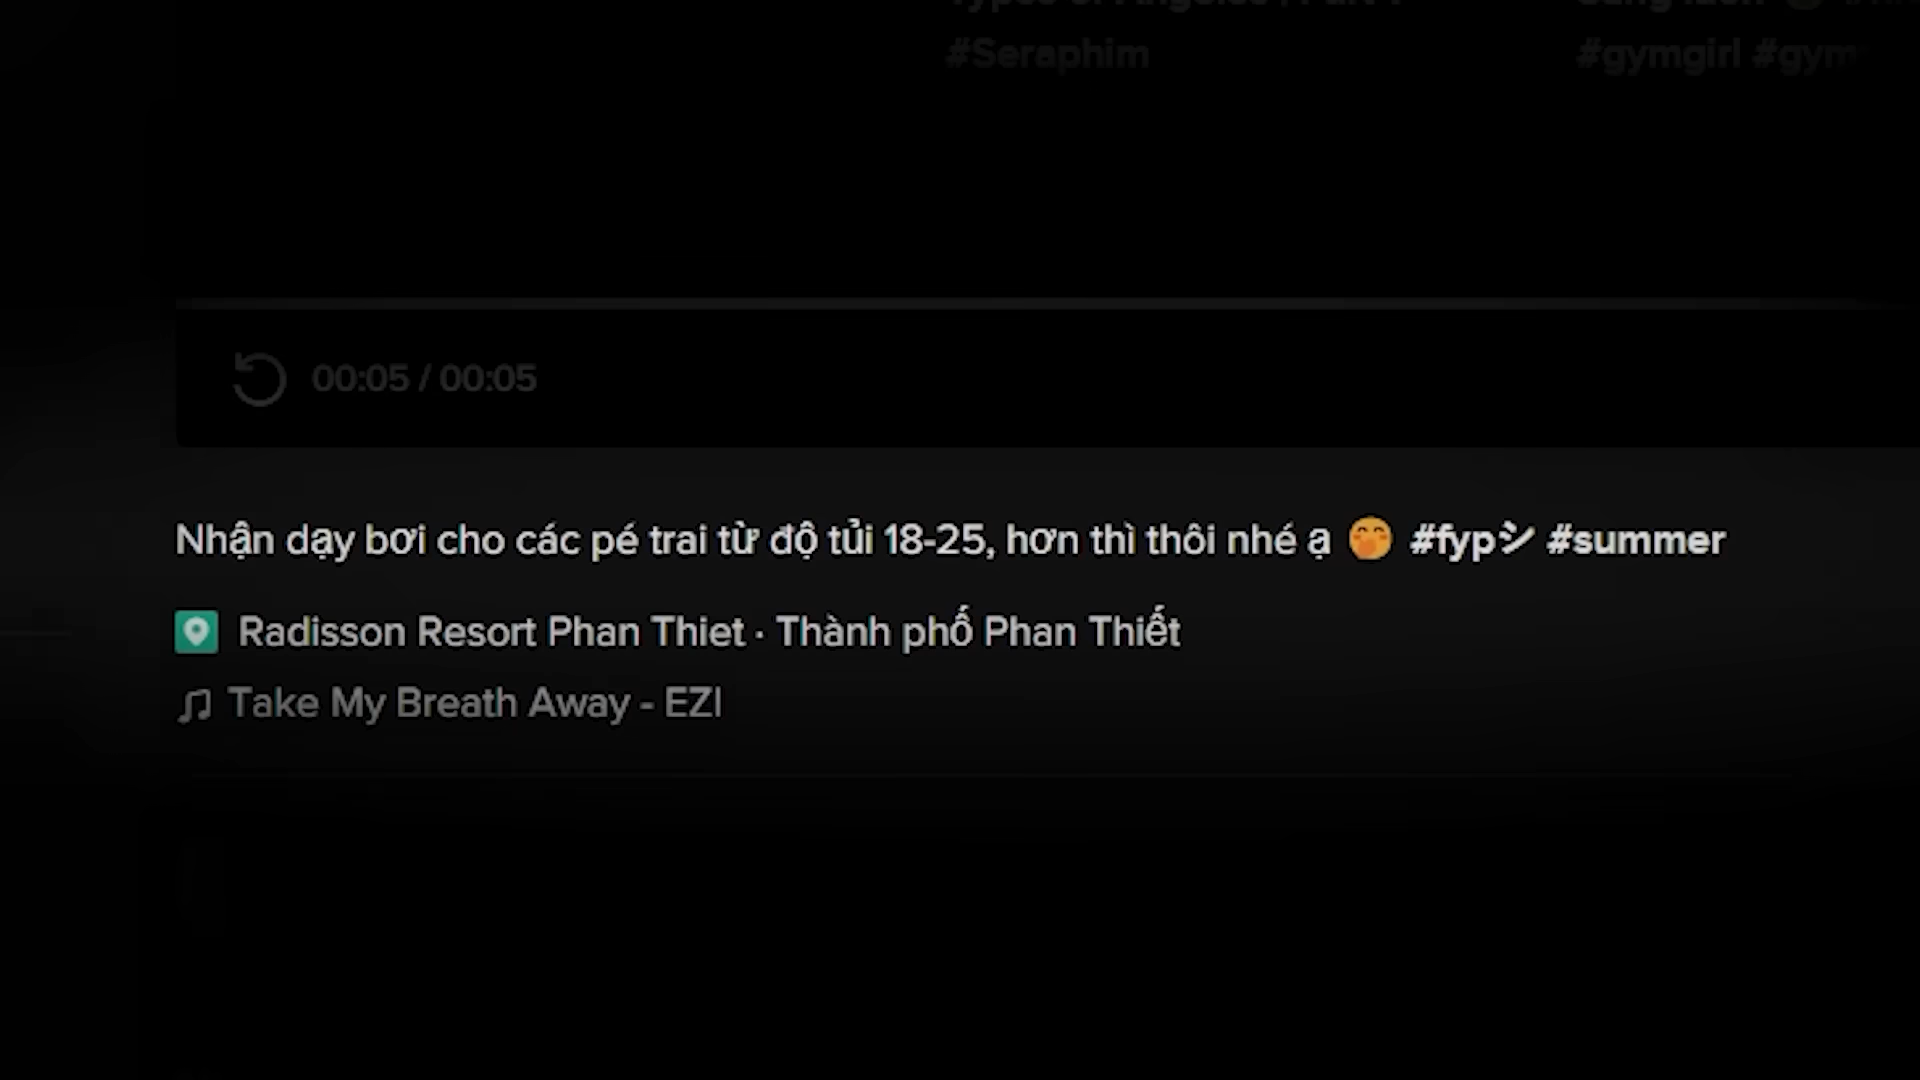 #Seraphim
#gymgirl #gym
00:05 / 00:05
Nhận dạy bơi cho các pé trai từ độ tủi 18-25, hơn thì thôi nhé ạ 🤭 #fypシ #summer
Radisson Resort Phan Thiet · Thành phố Phan Thiết
Take My Breath Away - EZI